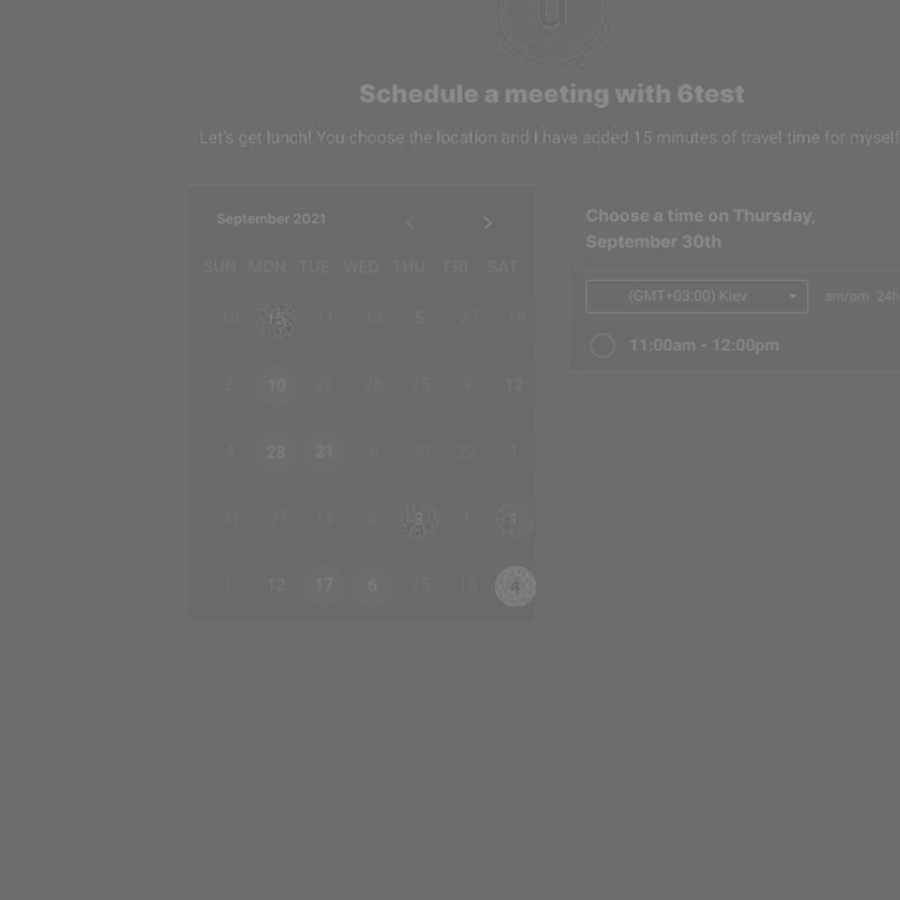 u
Schedule a meeting with 6test
Let's get lunch! You choose the location and I have added 15 minutes of travel time for myself
September 2021
SUN MON TUE WED THU FRI SAT
18 15 11 13 5 27 18
2 10 22 26 25 9 12
4 28 21 6 30 22 1
31 27 14 2 8 1
1 12 17 6 25 10 4
Choose a time on Thursday,
September 30th
(GMT+03:00) Kiev
am/pm 24h
11:00am - 12:00pm